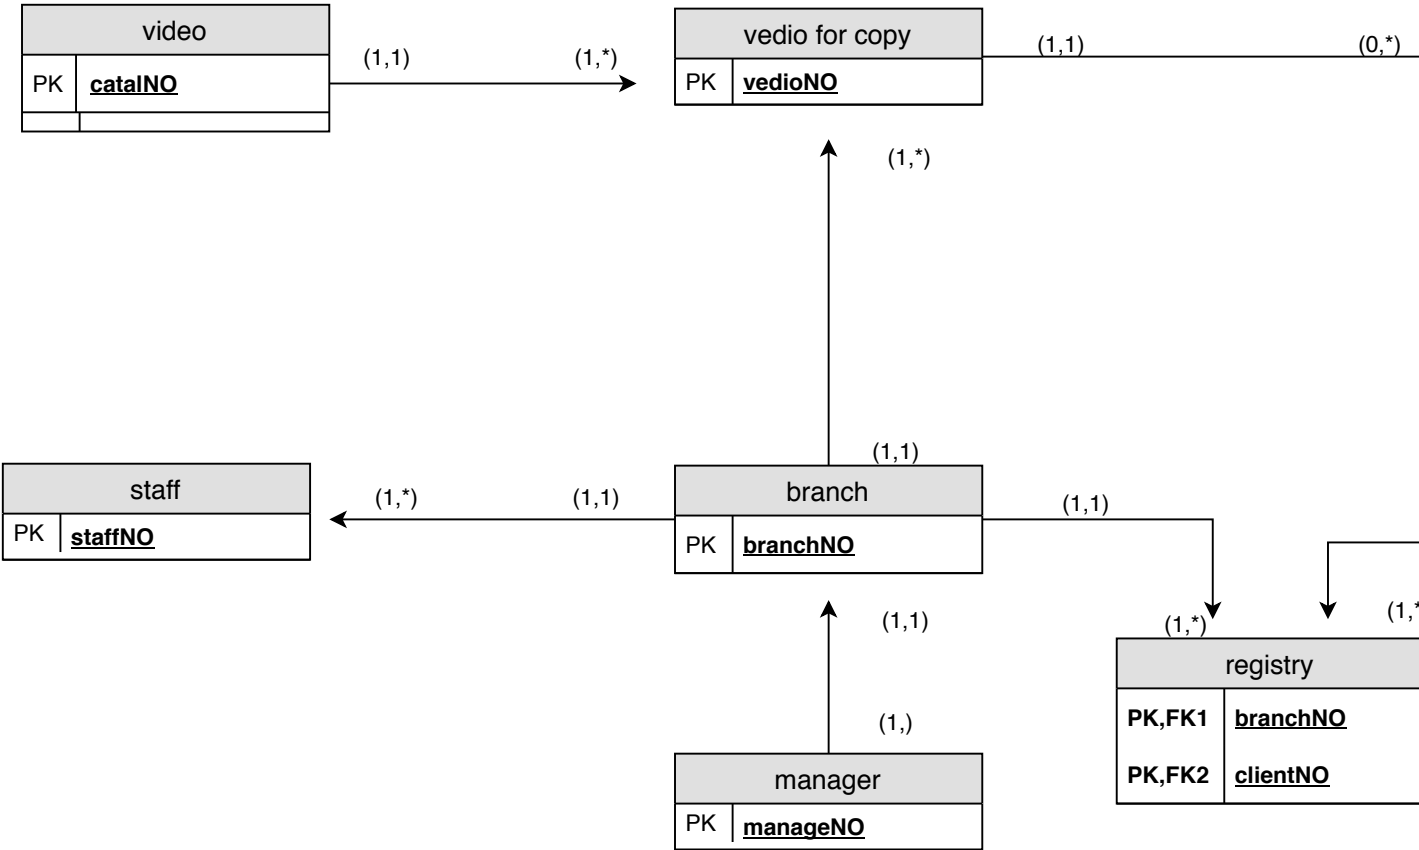 video
PK catalNO
(1,1)
(1,*)
vedio for copy
PK vedioNO
(1,1)
(0,*)
(1,*)
(1,1)
staff
PK staffNO
(1,*)
(1,1)
branch
PK branchNO
(1,1)
(1,*)
(1,*
(1,1)
(1,)
manager
PK manageNO
registry
PK,FK1 branchNO
PK,FK2 clientNO